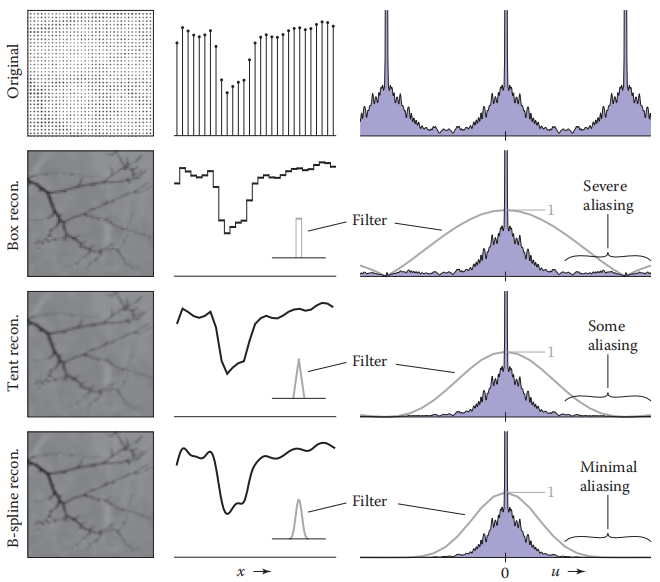 Original
Box recon.
Filter
1
Severe
aliasing
Tent recon.
Filter
1
Some
aliasing
B-spline recon.
Filter
1
Minimal
aliasing
x →
0
u →